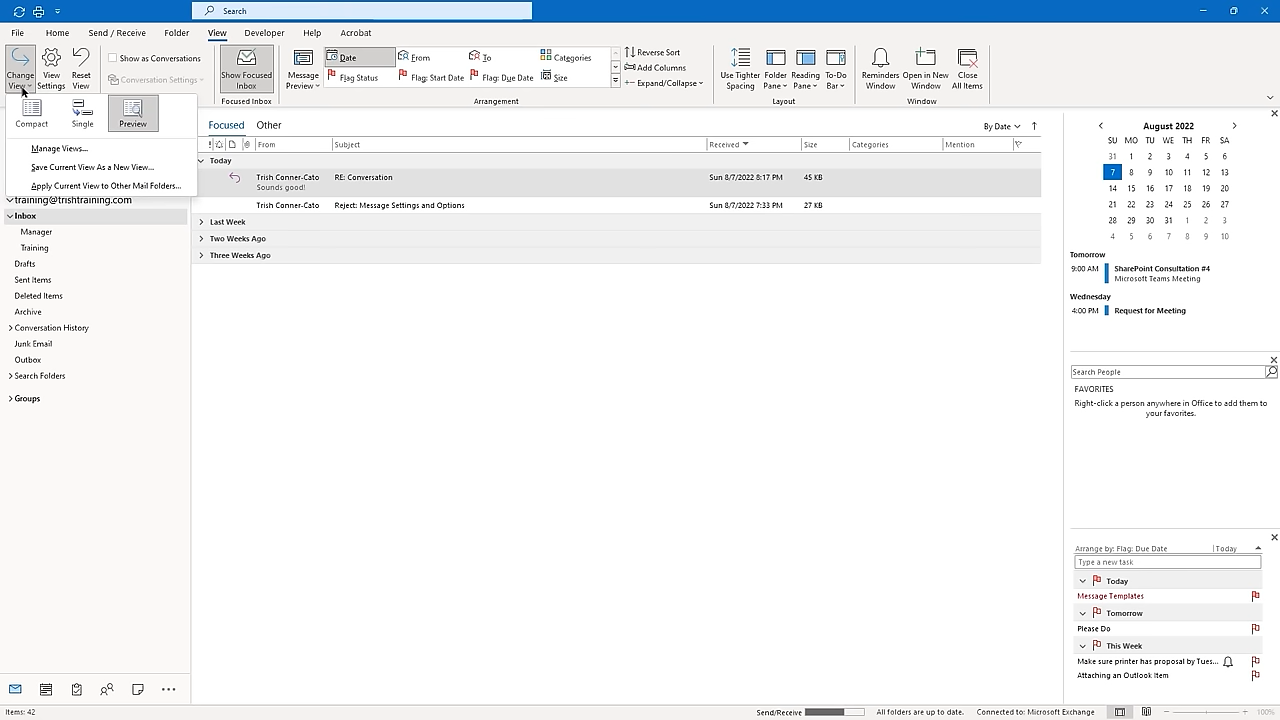 Search
File Home Send / Receive Folder View Developer Help Acrobat
Change View
View Settings
Reset View
Show as Conversations
Conversation Settings
Show Focused Inbox
Focused Inbox
Message Preview
Date From To Categories
Flag Status Flag: Start Date Flag: Due Date Size
Reverse Sort
Add Columns
Expand/Collapse
Arrangement
Use Tighter Spacing
Folder Pane
Reading Pane
To-Do Bar
Layout
Reminders Window
Open in New Window
Close All Items
Window
Compact Single Preview
Manage Views...
Save Current View As a New View...
Apply Current View to Other Mail Folders...
training@trishtraining.com
Inbox
Manager
Training
Drafts
Sent Items
Deleted Items
Archive
Conversation History
Junk Email
Outbox
Search Folders
Groups
Focused Other By Date
From Subject Received Size Categories Mention
Today
Trish Conner-Cato RE: Conversation Sun 8/7/2022 8:17 PM 45 KB
Sounds good!
Trish Conner-Cato Reject: Message Settings and Options Sun 8/7/2022 7:33 PM 27 KB
Last Week
Two Weeks Ago
Three Weeks Ago
August 2022
SU MO TU WE TH FR SA
31 1 2 3 4 5 6
7 8 9 10 11 12 13
14 15 16 17 18 19 20
21 22 23 24 25 26 27
28 29 30 31 1 2 3
4 5 6 7 8 9 10
Tomorrow
9:00 AM SharePoint Consultation #4
Microsoft Teams Meeting
Wednesday
4:00 PM Request for Meeting
Search People
FAVORITES
Right-click a person anywhere in Office to add them to
your favorites.
Arrange by: Flag: Due Date Today
Type a new task
Today
Message Templates
Tomorrow
Please Do
This Week
Make sure printer has proposal by Tues...
Attaching an Outlook Item
Items: 42 Send/Receive All folders are up to date. Connected to: Microsoft Exchange 100%